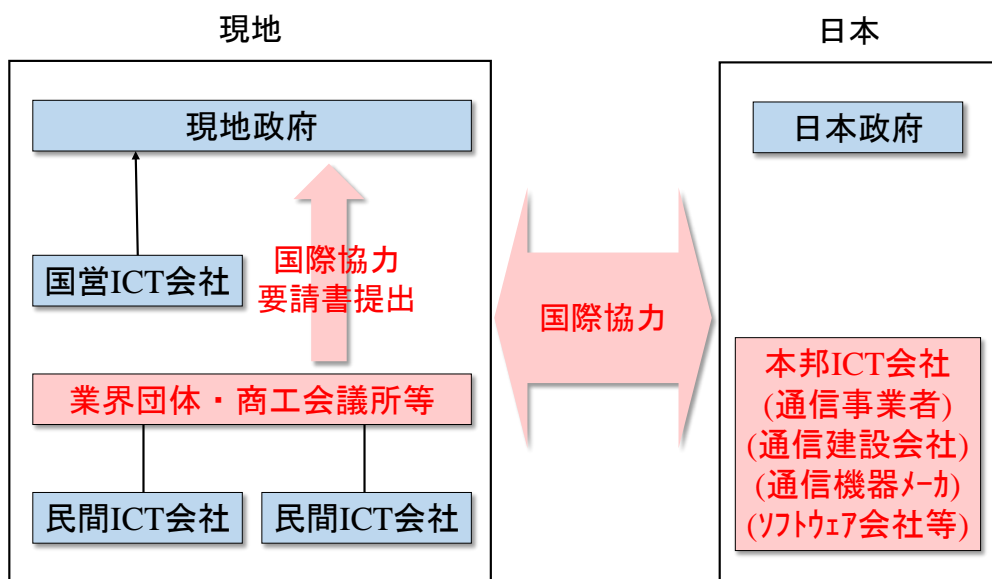 現地
現地政府
国営ICT会社
国際協力
要請書提出
業界団体・商工会議所等
民間ICT会社
民間ICT会社
国際協力
日本
日本政府
本邦ICT会社
(通信事業者)
(通信建設会社)
(通信機器ﾒｰｶ)
(ｿﾌﾄｳｪｱ会社等)